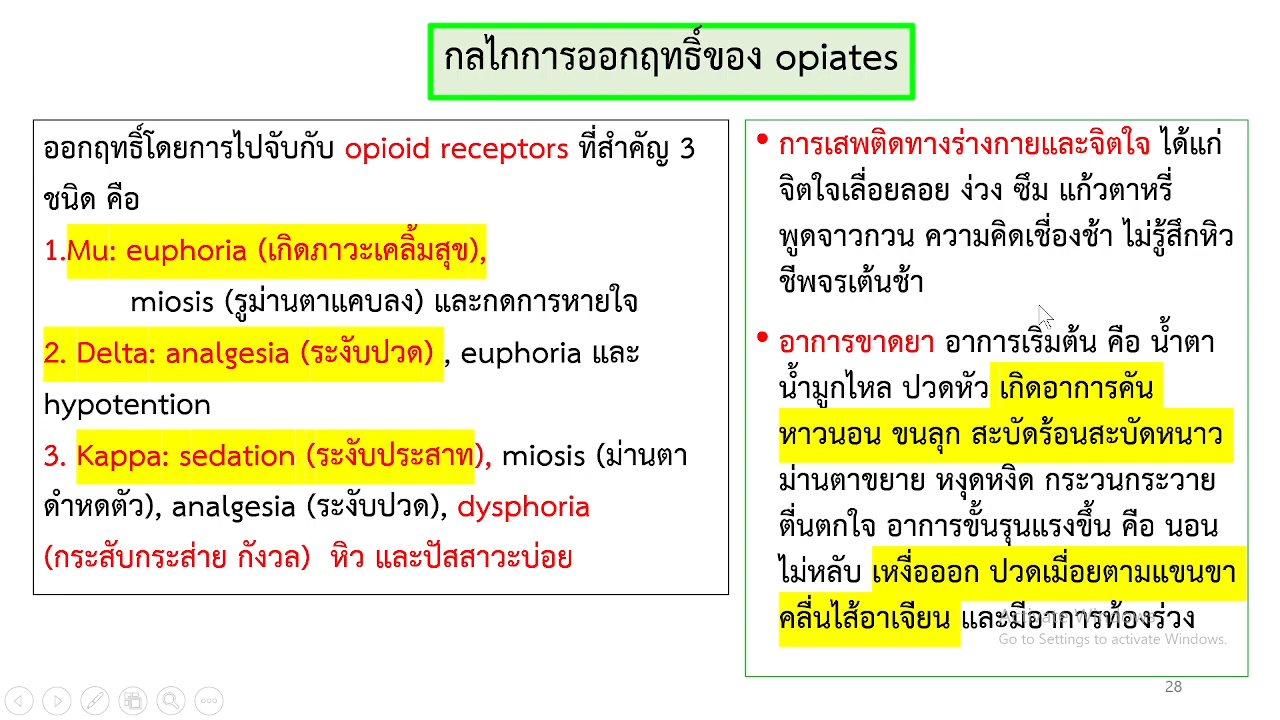 กลไกการออกฤทธิ์ของ opiates
ออกฤทธิ์โดยการไปจับกับ opioid receptors ที่สำคัญ 3
ชนิด คือ
1.Mu: euphoria (เกิดภาวะเคลิ้มสุข),
miosis (รูม่านตาแคบลง) และกดการหายใจ
2. Delta: analgesia (ระงับปวด) , euphoria และ
hypotention
3. Kappa: sedation (ระงับประสาท), miosis (ม่านตา
ดำหดตัว), analgesia (ระงับปวด), dysphoria
(กระสับกระส่าย กังวล) หิว และปัสสาวะบ่อย
• การเสพติดทางร่างกายและจิตใจ ได้แก่
จิตใจเลื่อยลอย ง่วง ซึม แก้วตาหรี่
พูดจาวกวน ความคิดเชื่องช้า ไม่รู้สึกหิว
ชีพจรเต้นช้า
• อาการขาดยา อาการเริ่มต้น คือ น้ำตา
น้ำมูกไหล ปวดหัว เกิดอาการคัน
หาวนอน ขนลุก สะบัดร้อนสะบัดหนาว
ม่านตาขยาย หงุดหงิด กระวนกระวาย
ตื่นตกใจ อาการขั้นรุนแรงขึ้น คือ นอน
ไม่หลับ เหงื่อออก ปวดเมื่อยตามแขนขา
คลื่นไส้อาเจียน และมีอาการท้องร่วง
Activate Windows
Go to Settings to activate Windows.
28